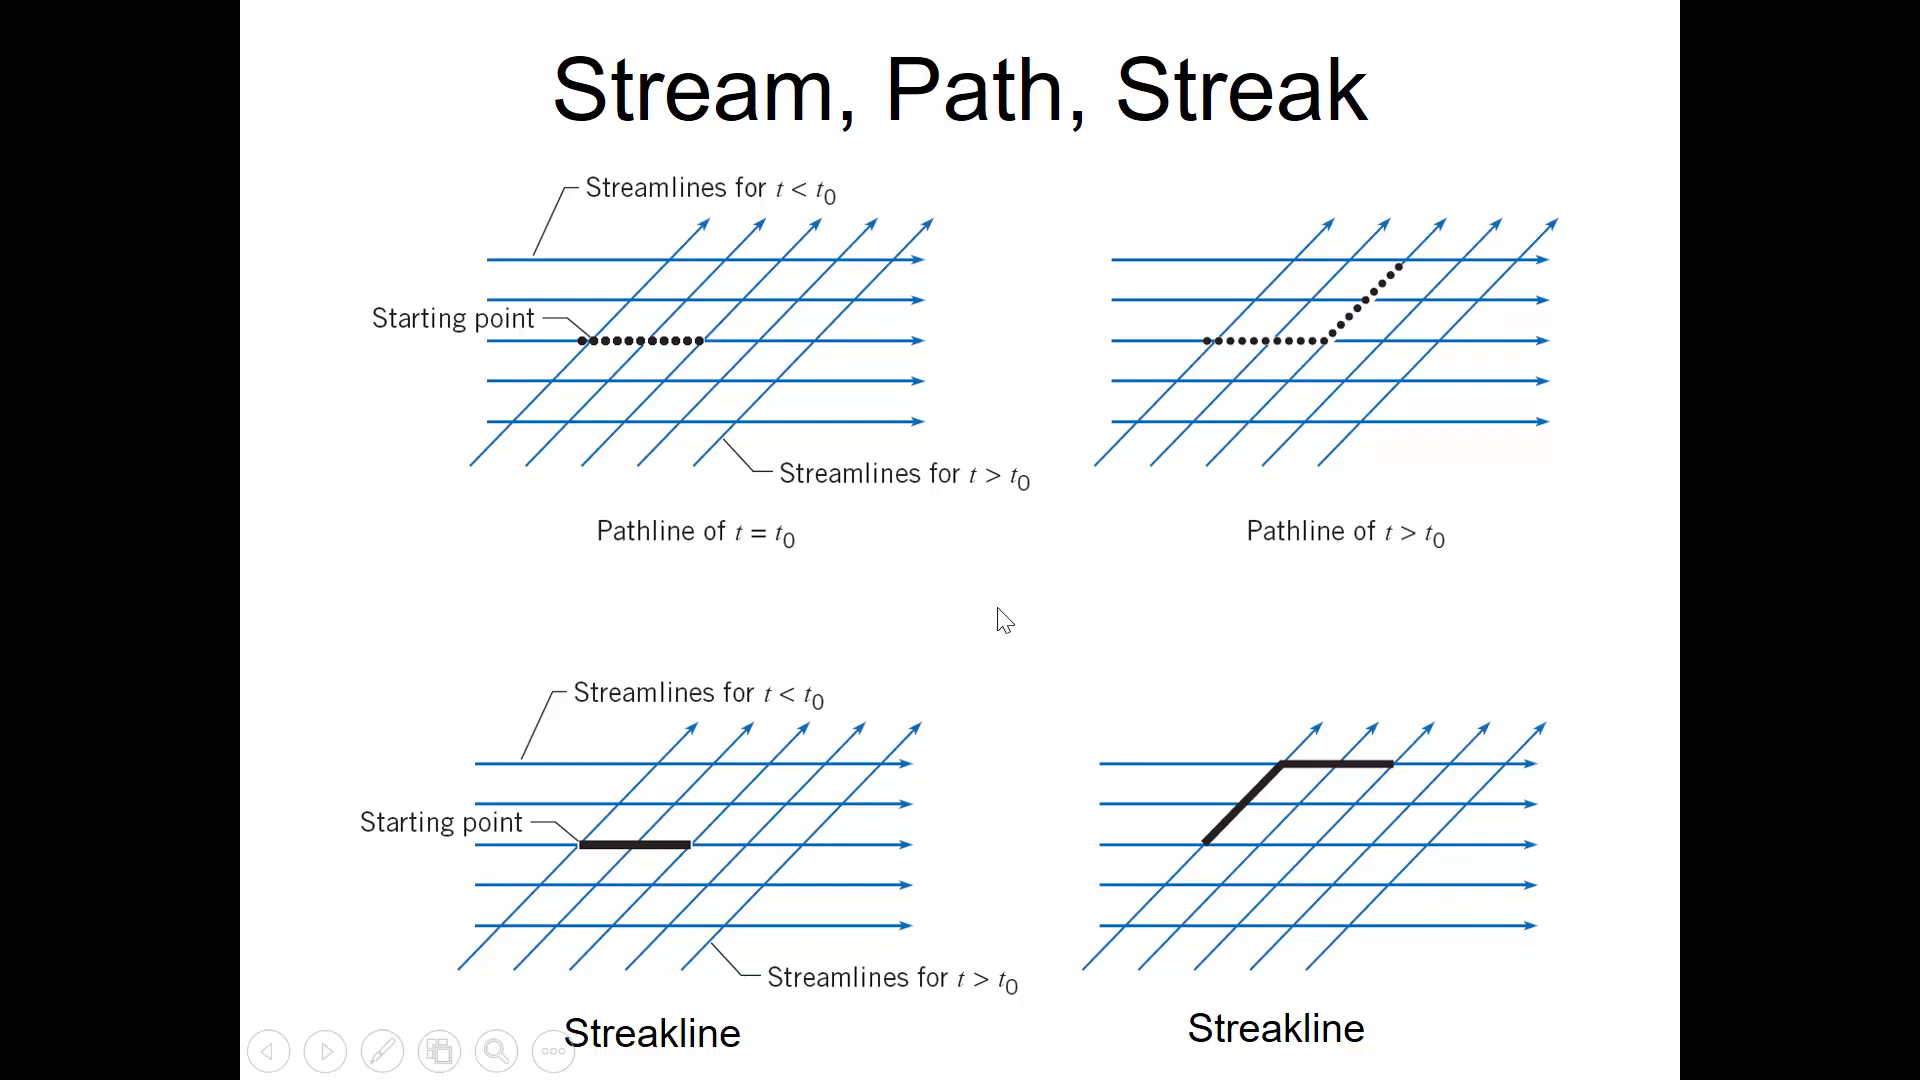 Stream, Path, Streak
Streamlines for t < t₀
Starting point
Streamlines for t > t₀
Pathline of t = t₀
Pathline of t > t₀
Streamlines for t < t₀
Starting point
Streamlines for t > t₀
Streakline
Streakline